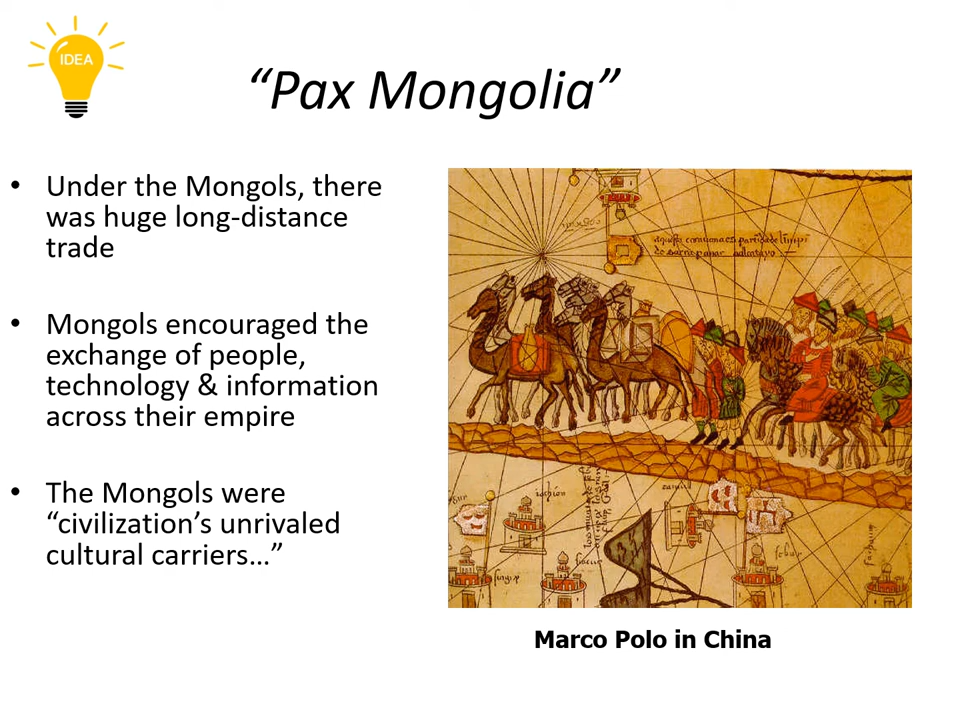 IDEA
“Pax Mongolia”
• Under the Mongols, there
was huge long-distance
trade
• Mongols encouraged the
exchange of people,
technology & information
across their empire
• The Mongols were
“civilization’s unrivaled
cultural carriers…”
Marco Polo in China